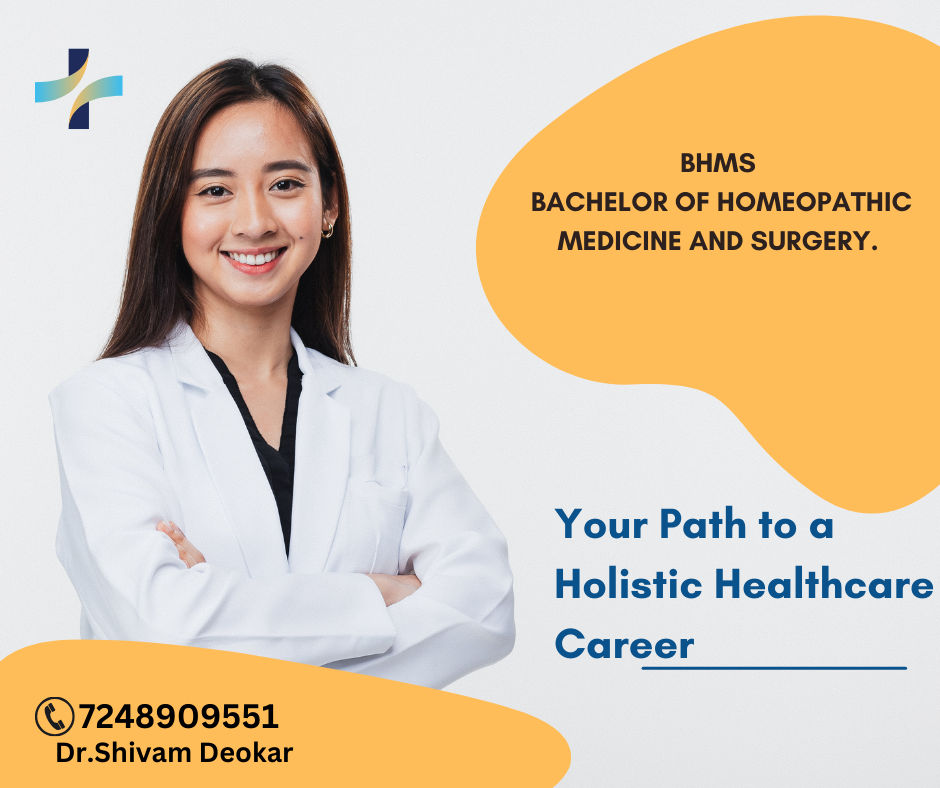 BHMS
BACHELOR OF HOMEOPATHIC
MEDICINE AND SURGERY.
Your Path to a
Holistic Healthcare
Career
7248909551
Dr.Shivam Deokar